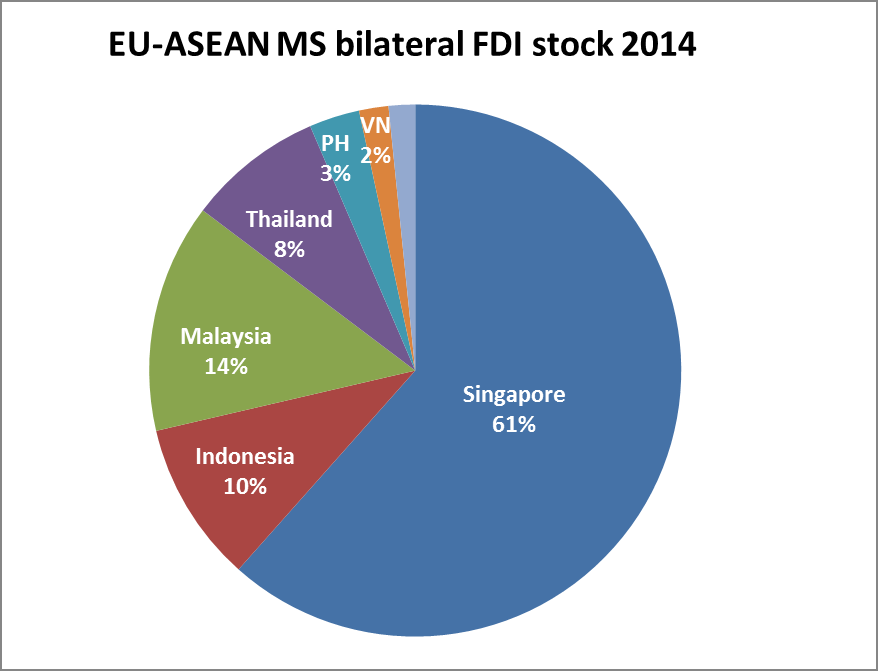 EU-ASEAN MS bilateral FDI stock 2014
VN
2%
PH
3%
Thailand
8%
Malaysia
14%
Singapore
61%
Indonesia
10%